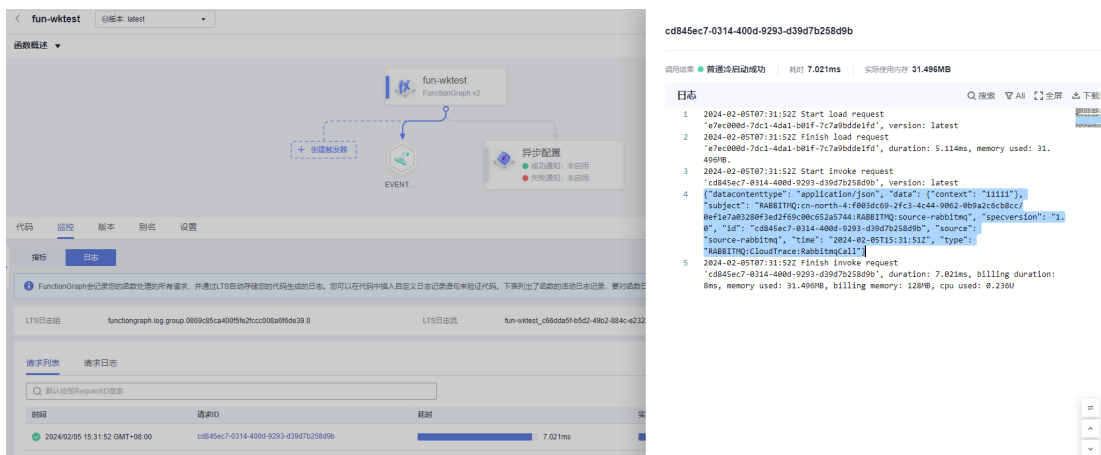 fun-wktest
版本: latest
函数概述
fun-wktest
FunctionGraph v2
创建触发器
EVENT...
异步配置
成功通知: 未启用
失败通知: 未启用
代码 监控 版本 别名 设置
指标 日志
FunctionGraph会记录您的函数处理的所有请求，并通过LTS自动存储您的代码生成的日志。您可以在代码中插入自定义日志记录语句来验证代码。下表列出了函数的活动日志记录，要对函数日
LTS日志组 functiongraph.log.group.0869c85ca400f5fe2fccc008a6f6de39.0 LTS日志流 fun-wktest_c66dda5f-b5d2-49b2-884c-e232
请求列表 请求日志
默认按照RequestID搜索
时间 请求ID 耗时 实
2024/02/05 15:31:52 GMT+08:00 cd845ec7-0314-400d-9293-d39d7b258d9b 7.021ms
cd845ec7-0314-400d-9293-d39d7b258d9b
调用结果 普通冷启动成功 耗时 7.021ms 实际使用内存 31.496MB
日志 搜索 All 全屏 下载
1 2024-02-05T07:31:52Z Start load request
'e7ec000d-7dc1-4da1-b01f-7c7a9bdde1fd', version: latest
2 2024-02-05T07:31:52Z Finish load request
'e7ec000d-7dc1-4da1-b01f-7c7a9bdde1fd', duration: 5.114ms, memory used: 31.
496MB.
3 2024-02-05T07:31:52Z Start invoke request
'cd845ec7-0314-400d-9293-d39d7b258d9b', version: latest
4 {"datacontenttype": "application/json", "data": {"context": "11111"},
"subject": "RABBITMQ:cn-north-4:f003dc69-2fc3-4c44-9062-0b9a2c6cb8cc/
0ef1e7a03280f3ed2f69c00c652a5744:RABBITMQ:source-rabbitmq", "specversion": "1.
0", "id": "cd845ec7-0314-400d-9293-d39d7b258d9b", "source":
"source-rabbitmq", "time": "2024-02-05T15:31:51Z", "type":
"RABBITMQ:CloudTrace:RabbitmqCall"}
5 2024-02-05T07:31:52Z Finish invoke request
'cd845ec7-0314-400d-9293-d39d7b258d9b', duration: 7.021ms, billing duration:
8ms, memory used: 31.496MB, billing memory: 128MB, cpu used: 0.236U